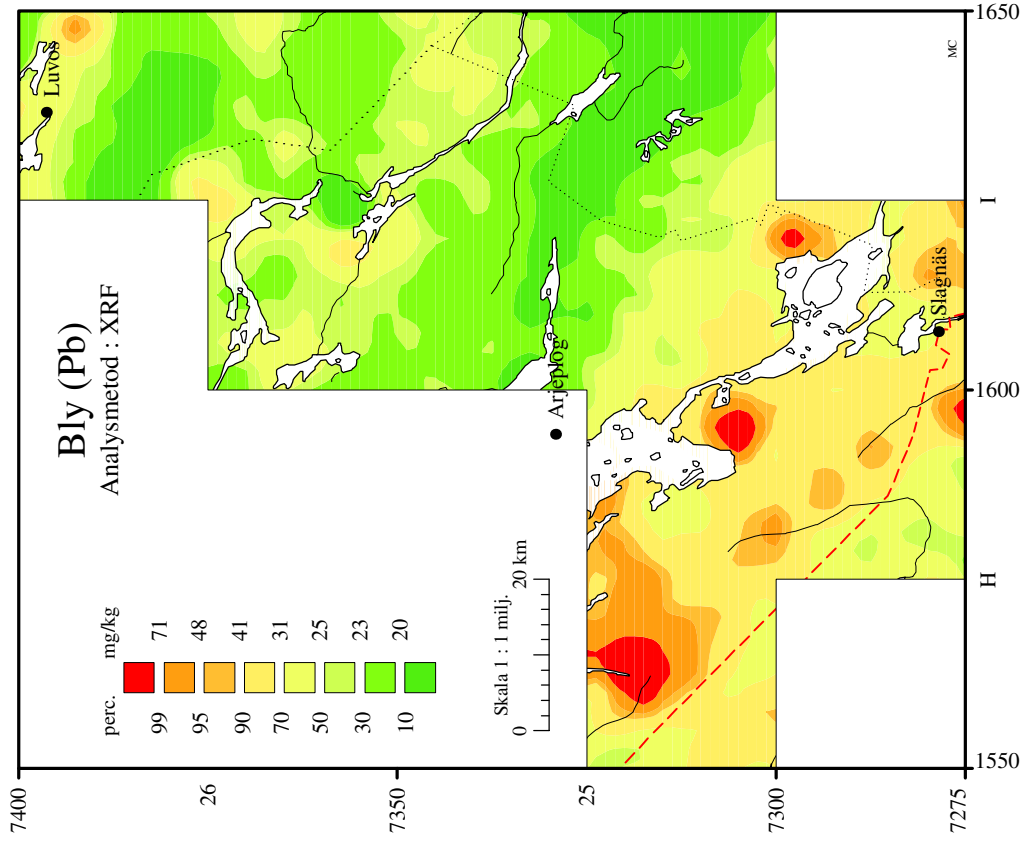 Bly (Pb)
Analysmetod : XRF
perc. mg/kg
99 71
95 48
90 41
70 31
50 25
30 23
10 20
Skala 1 : 1 milj.
0 20 km
Luvos
Arjeplog
Slagnäs
MC
7400
26
7350
25
7300
7275
1550
H
1600
I
1650